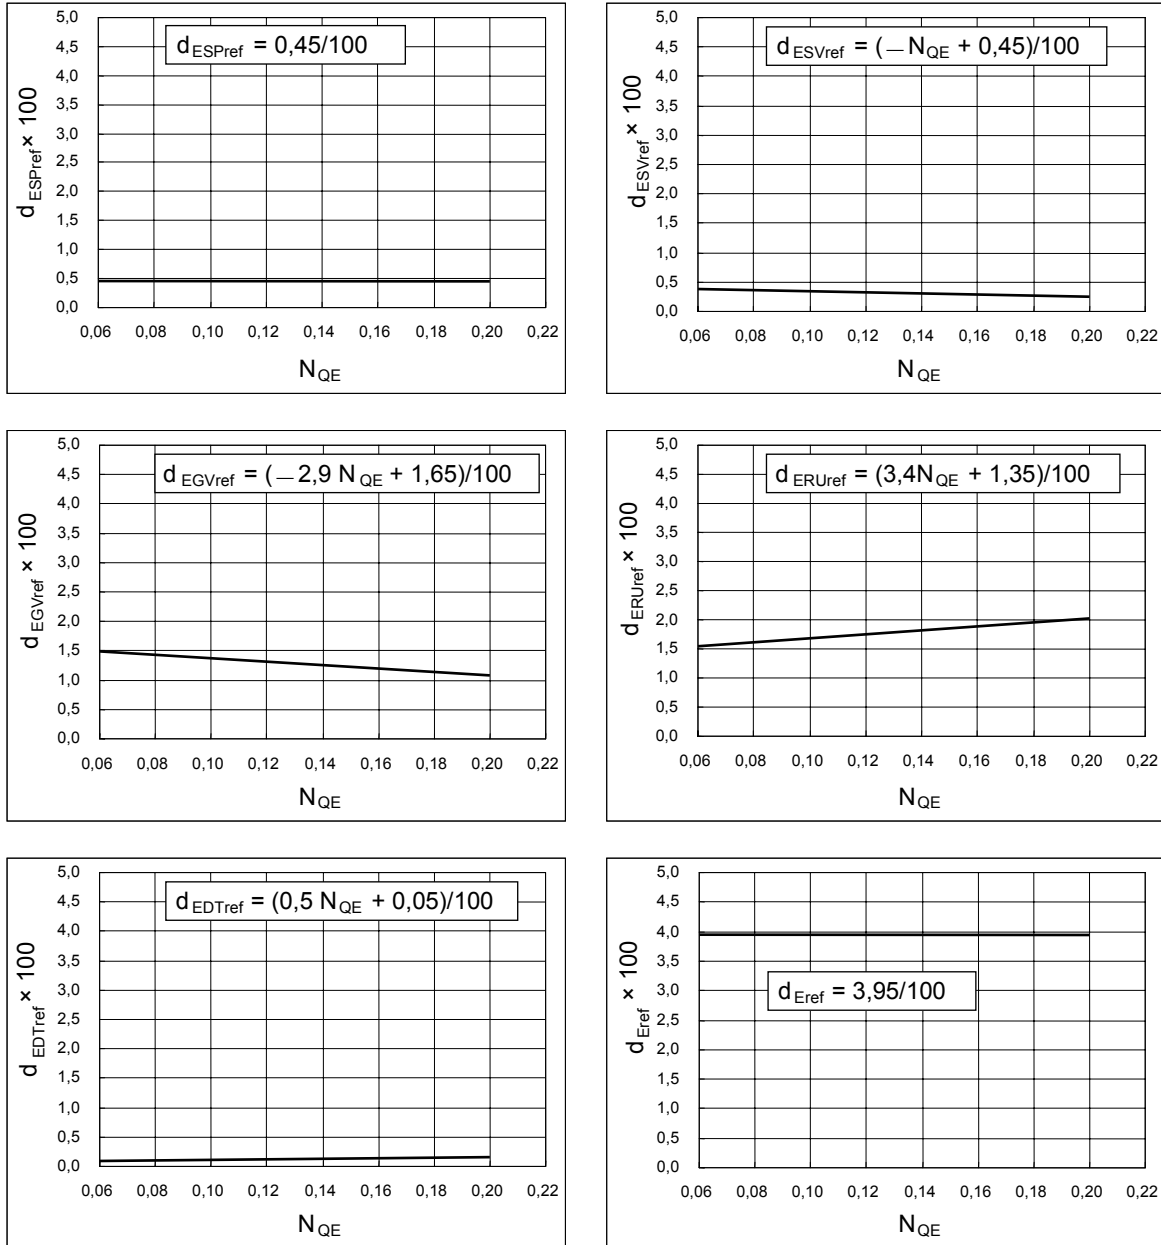 d ESPref = 0,45/100
d ESPref × 100
5,0
4,5
4,0
3,5
3,0
2,5
2,0
1,5
1,0
0,5
0,0
0,06 0,08 0,10 0,12 0,14 0,16 0,18 0,20 0,22
N QE
d ESVref = (— N QE + 0,45)/100
d ESVref × 100
5,0
4,5
4,0
3,5
3,0
2,5
2,0
1,5
1,0
0,5
0,0
0,06 0,08 0,10 0,12 0,14 0,16 0,18 0,20 0,22
N QE
d EGVref = (— 2,9 N QE + 1,65)/100
d EGVref × 100
5,0
4,5
4,0
3,5
3,0
2,5
2,0
1,5
1,0
0,5
0,0
0,06 0,08 0,10 0,12 0,14 0,16 0,18 0,20 0,22
N QE
d ERUref = (3,4N QE + 1,35)/100
d ERUref × 100
5,0
4,5
4,0
3,5
3,0
2,5
2,0
1,5
1,0
0,5
0,0
0,06 0,08 0,10 0,12 0,14 0,16 0,18 0,20 0,22
N QE
d EDTref = (0,5 N QE + 0,05)/100
d EDTref × 100
5,0
4,5
4,0
3,5
3,0
2,5
2,0
1,5
1,0
0,5
0,0
0,06 0,08 0,10 0,12 0,14 0,16 0,18 0,20 0,22
N QE
d Eref = 3,95/100
d Eref × 100
5,0
4,5
4,0
3,5
3,0
2,5
2,0
1,5
1,0
0,5
0,0
0,06 0,08 0,10 0,12 0,14 0,16 0,18 0,20 0,22
N QE